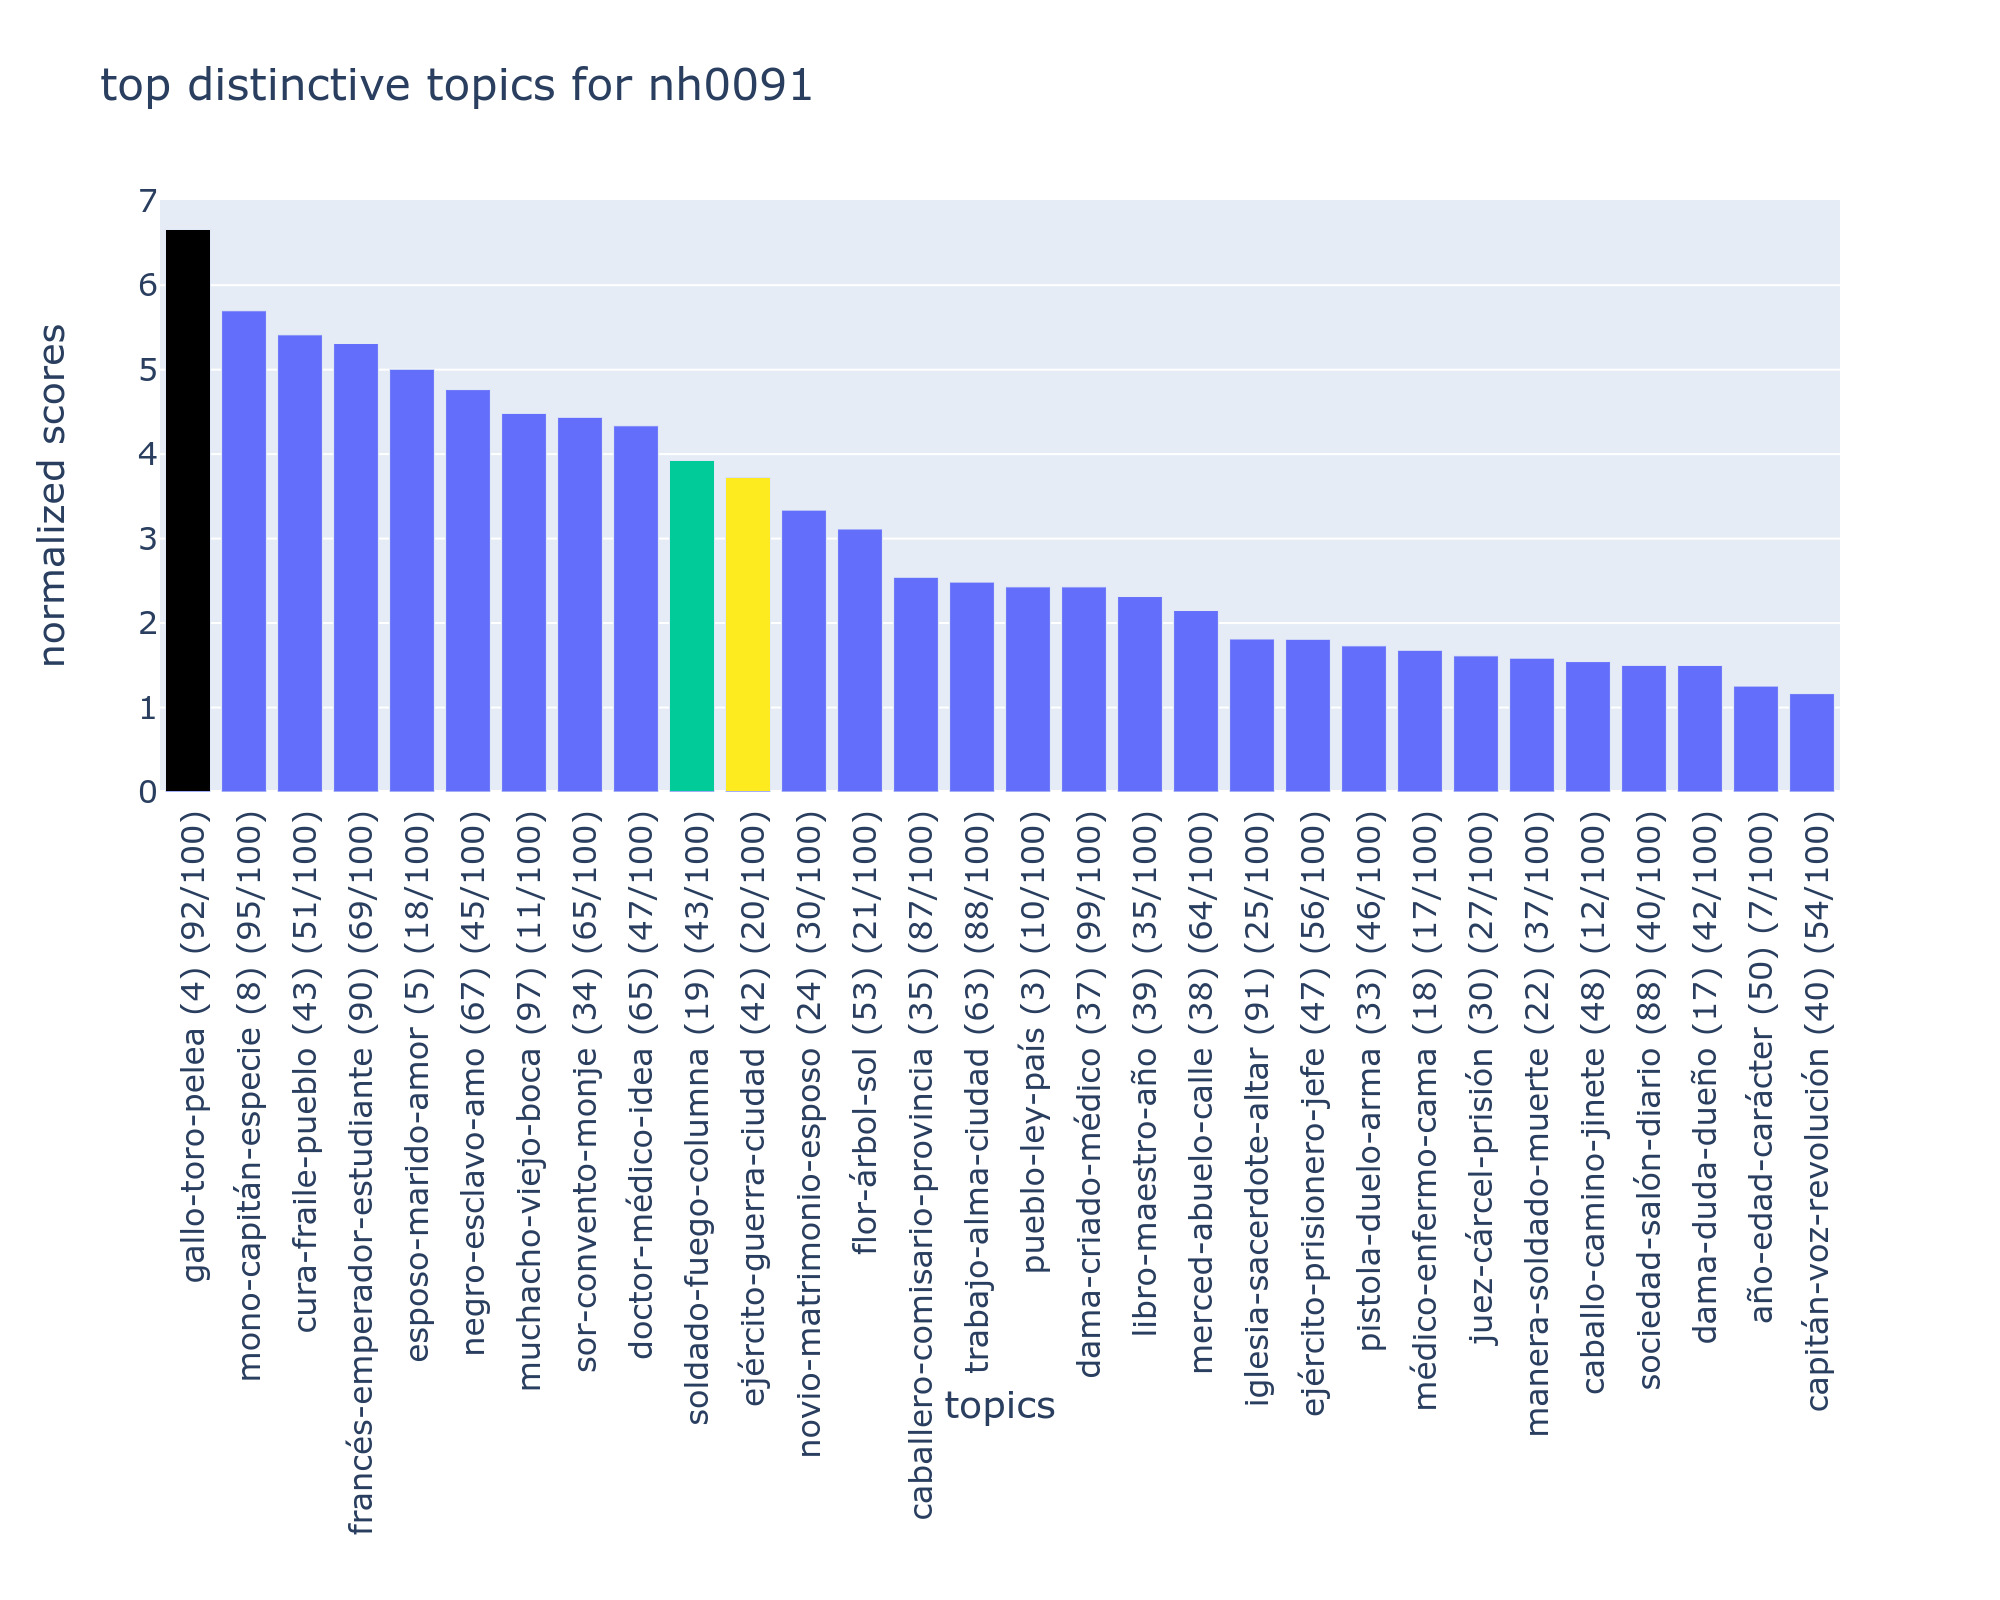 top distinctive topics for nh0091
normalized scores
7
6
5
4
3
2
1
0
gallo-toro-pelea (4) (92/100)
mono-capitán-especie (8) (95/100)
cura-fraile-pueblo (43) (51/100)
francés-emperador-estudiante (90) (69/100)
esposo-marido-amor (5) (18/100)
negro-esclavo-amo (67) (45/100)
muchacho-viejo-boca (97) (11/100)
sor-convento-monje (34) (65/100)
doctor-médico-idea (65) (47/100)
soldado-fuego-columna (19) (43/100)
ejército-guerra-ciudad (42) (20/100)
novio-matrimonio-esposo (24) (30/100)
flor-árbol-sol (53) (21/100)
caballero-comisario-provincia (35) (87/100)
trabajo-alma-ciudad (63) (88/100)
pueblo-ley-país (3) (10/100)
dama-criado-médico (37) (99/100)
libro-maestro-año (39) (35/100)
merced-abuelo-calle (38) (64/100)
iglesia-sacerdote-altar (91) (25/100)
ejército-prisionero-jefe (47) (56/100)
pistola-duelo-arma (33) (46/100)
médico-enfermo-cama (18) (17/100)
juez-cárcel-prisión (30) (27/100)
manera-soldado-muerte (22) (37/100)
caballo-camino-jinete (48) (12/100)
sociedad-salón-diario (88) (40/100)
dama-duda-dueño (17) (42/100)
año-edad-carácter (50) (7/100)
capitán-voz-revolución (40) (54/100)
topics